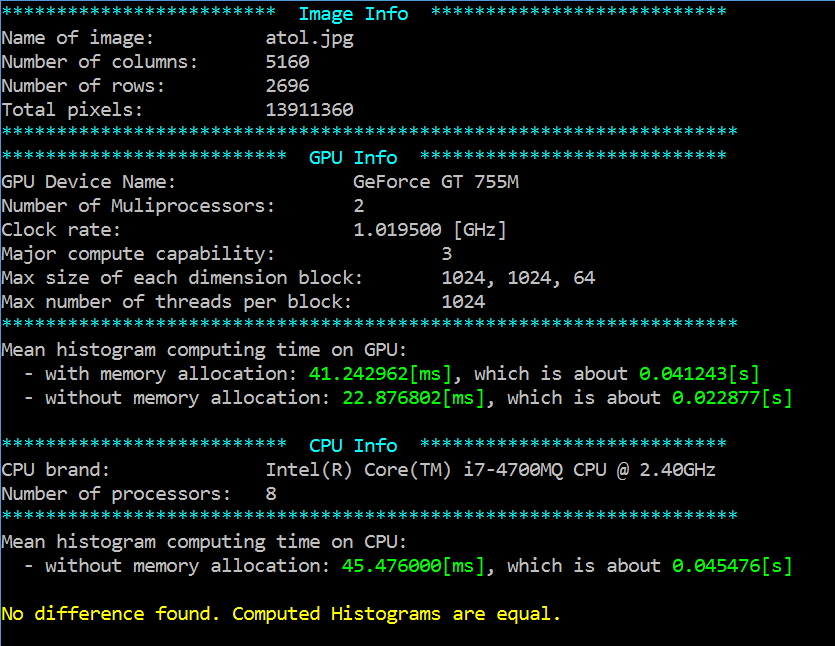 ************************* Image Info ***************************
Name of image: atol.jpg
Number of columns: 5160
Number of rows: 2696
Total pixels: 13911360
*******************************************************************
************************** GPU Info ****************************
GPU Device Name: GeForce GT 755M
Number of Muliprocessors: 2
Clock rate: 1.019500 [GHz]
Major compute capability: 3
Max size of each dimension block: 1024, 1024, 64
Max number of threads per block: 1024
*******************************************************************
Mean histogram computing time on GPU:
- with memory allocation: 41.242962[ms], which is about 0.041243[s]
- without memory allocation: 22.876802[ms], which is about 0.022877[s]
************************** CPU Info ****************************
CPU brand: Intel(R) Core(TM) i7-4700MQ CPU @ 2.40GHz
Number of processors: 8
*******************************************************************
Mean histogram computing time on CPU:
- without memory allocation: 45.476000[ms], which is about 0.045476[s]
No difference found. Computed Histograms are equal.